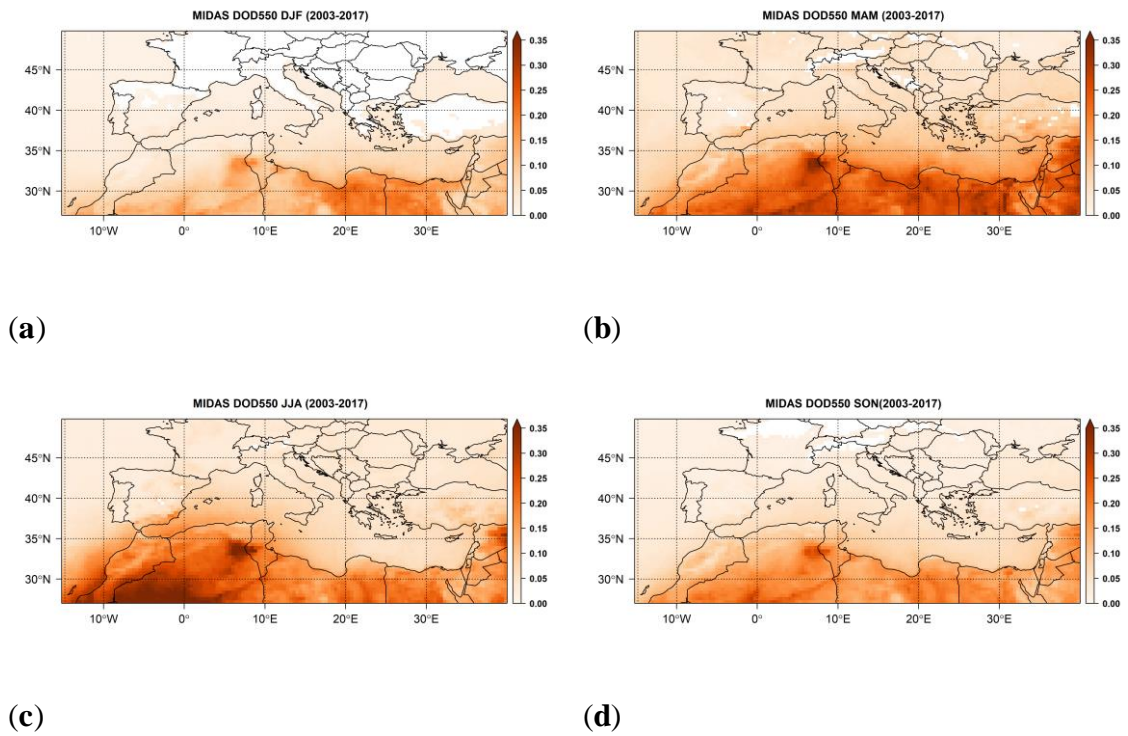 MIDAS DOD550 DJF (2003-2017)
45°N
40°N
35°N
30°N
10°W 0° 10°E 20°E 30°E
0.35
0.30
0.25
0.20
0.15
0.10
0.05
0.00
(a)
MIDAS DOD550 MAM (2003-2017)
45°N
40°N
35°N
30°N
10°W 0° 10°E 20°E 30°E
0.35
0.30
0.25
0.20
0.15
0.10
0.05
0.00
(b)
MIDAS DOD550 JJA (2003-2017)
45°N
40°N
35°N
30°N
10°W 0° 10°E 20°E 30°E
0.35
0.30
0.25
0.20
0.15
0.10
0.05
0.00
(c)
MIDAS DOD550 SON(2003-2017)
45°N
40°N
35°N
30°N
10°W 0° 10°E 20°E 30°E
0.35
0.30
0.25
0.20
0.15
0.10
0.05
0.00
(d)